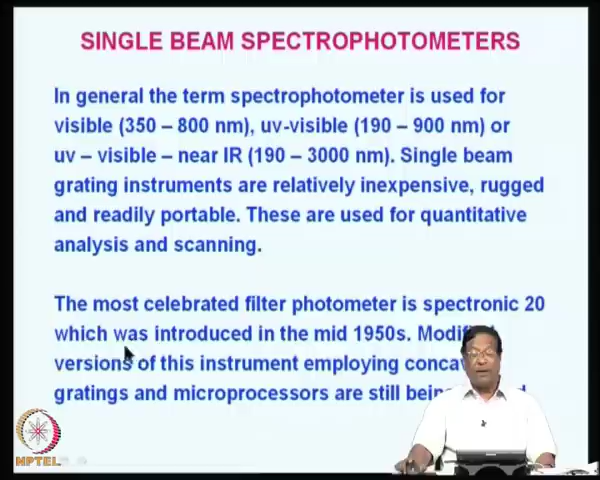 SINGLE BEAM SPECTROPHOTOMETERS
In general the term spectrophotometer is used for
visible (350 – 800 nm), uv-visible (190 – 900 nm) or
uv – visible – near IR (190 – 3000 nm). Single beam
grating instruments are relatively inexpensive, rugged
and readily portable. These are used for quantitative
analysis and scanning.
The most celebrated filter photometer is spectronic 20
which was introduced in the mid 1950s.
versions of this instrument employing
gratings and microprocessors are still
NPTEL